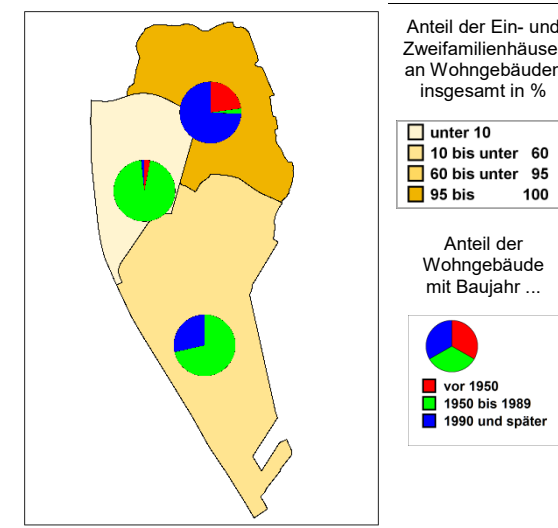 Anteil der Ein- und
Zweifamilienhäuse
an Wohngebäuden
insgesamt in %
unter 10
10 bis unter 60
60 bis unter 95
95 bis 100
Anteil der
Wohngebäude
mit Baujahr ...
vor 1950
1950 bis 1989
1990 und später